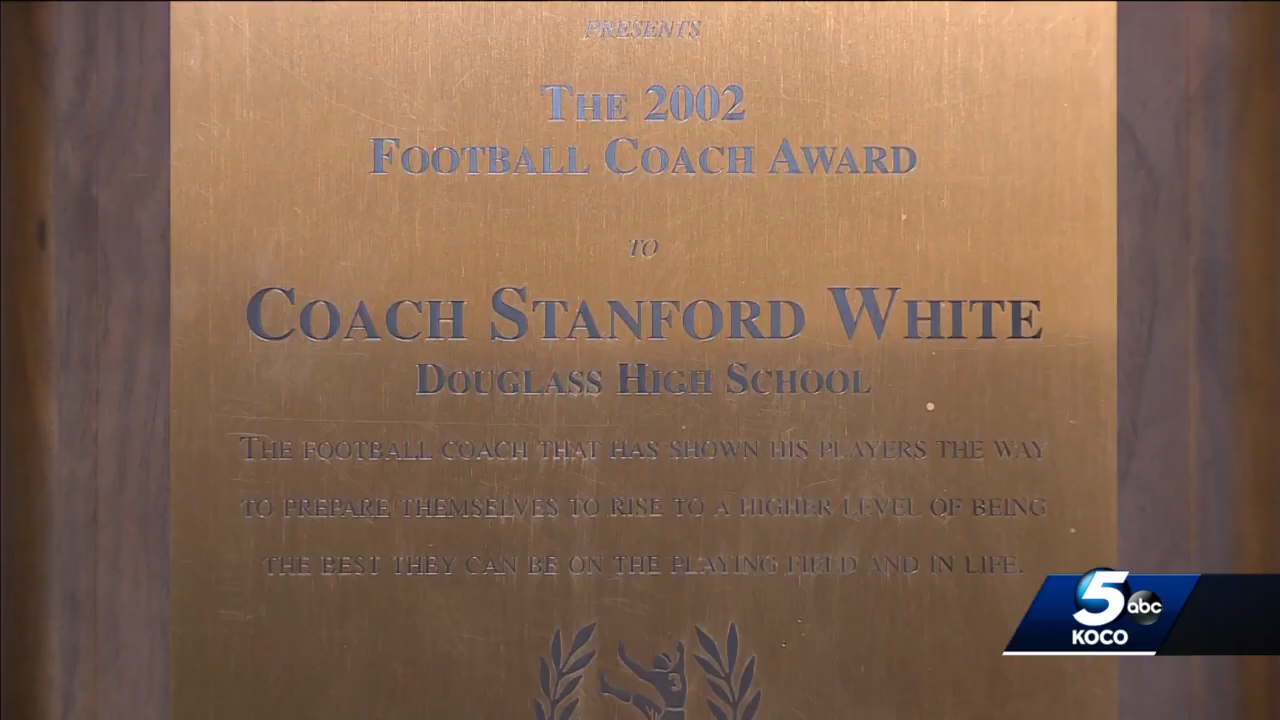 PRESENTS
THE 2002
FOOTBALL COACH AWARD
TO
COACH STANFORD WHITE
DOUGLASS HIGH SCHOOL
THE FOOTBALL COACH THAT HAS SHOWN HIS PLAYERS THE WAY
TO PREPARE THEMSELVES TO RISE TO A HIGHER LEVEL OF BEING
THE BEST THEY CAN BE ON THE PLAYING FIELD AND IN LIFE.
3
5 abc
KOCO